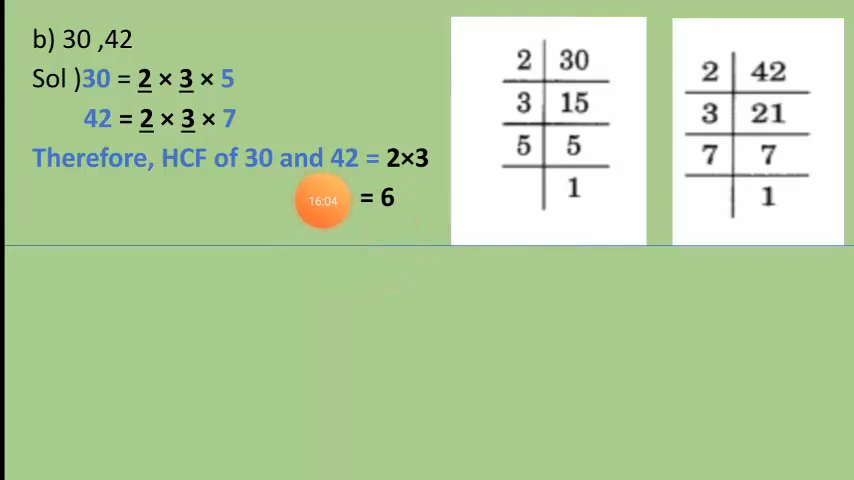 b) 30 ,42
Sol )30 = 2 × 3 × 5
42 = 2 × 3 × 7
Therefore, HCF of 30 and 42 = 2×3
= 6
16:04
2 30
3 15
5 5
1
2 42
3 21
7 7
1